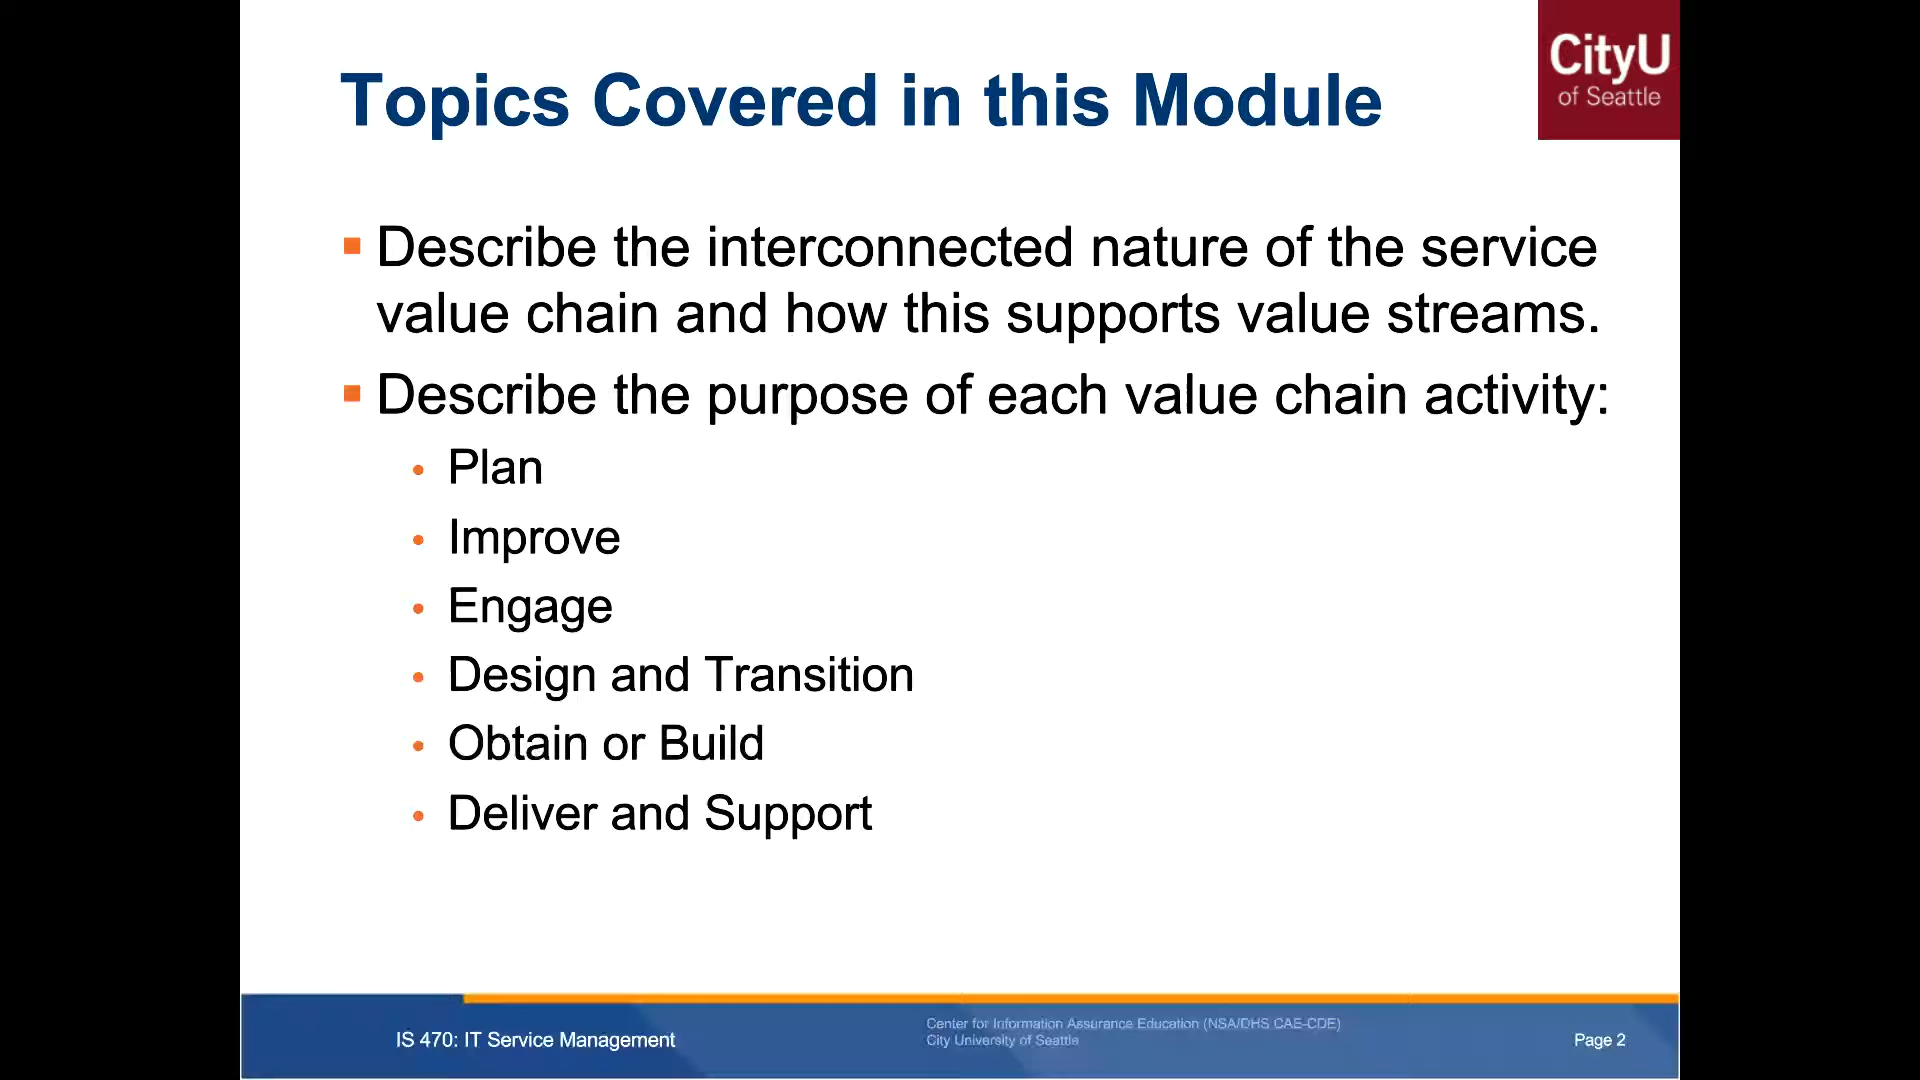 Topics Covered in this Module
CityU
of Seattle
Describe the interconnected nature of the service
value chain and how this supports value streams.
Describe the purpose of each value chain activity:
Plan
Improve
Engage
Design and Transition
Obtain or Build
Deliver and Support
IS 470: IT Service Management
Center for Information Assurance Education (NSA/DHS CAE-CDE)
City University of Seattle
Page 2